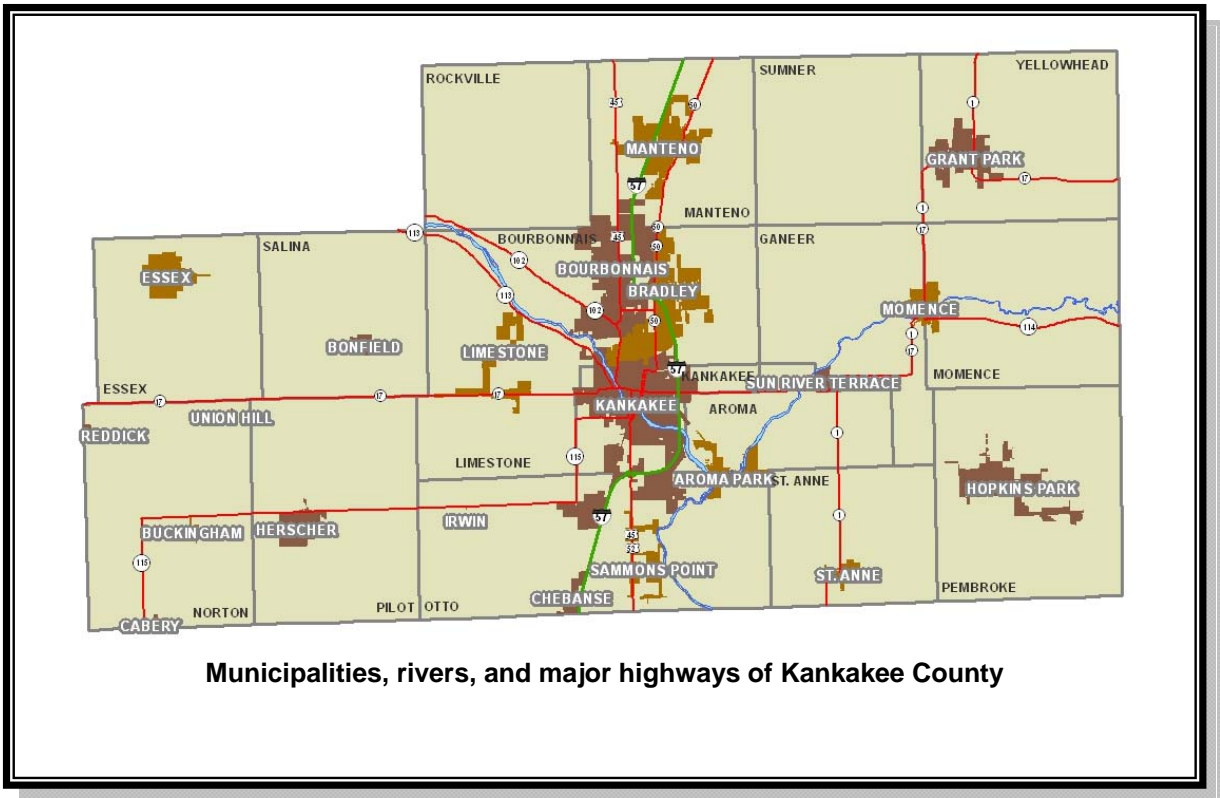 ROCKVILLE
SUMNER
YELLOWHEAD
45
50
1
MANTENO
GRANT PARK
57
17
1
MANTENO
17
113
SALINA
BOURBONNAIS
45
50
50
GANEER
102
ESSEX
BOURBONNAIS
BRADLEY
113
102
MOMENCE
50
1
114
BONFIELD
LIMESTONE
17
57
KANKAKEE
SUN RIVER TERRACE
MOMENCE
ESSEX
17
17
17
UNION HILL
KANKAKEE
AROMA
REDDICK
1
LIMESTONE
115
AROMA PARK
ST. ANNE
HOPKINS PARK
57
1
BUCKINGHAM
HERSCHER
IRWIN
45
52
115
SAMMONS POINT
ST. ANNE
CHEBANSE
PEMBROKE
NORTON
PILOT
OTTO
CABERY
Municipalities, rivers, and major highways of Kankakee County